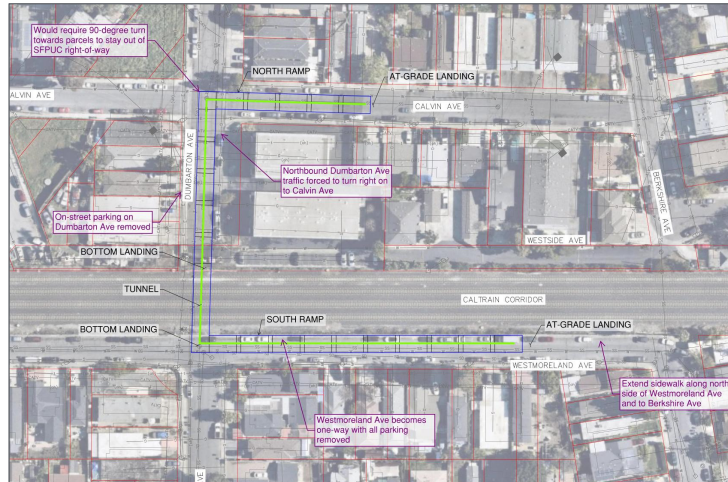 Would require 90-degree turn
towards parcels to stay out of
SFPUC right-of-way
NORTH RAMP
AT-GRADE LANDING
ALVIN AVE
CALVIN AVE
DUMBARTON AVE
Northbound Dumbarton Ave
traffic forced to turn right on
to Calvin Ave
BERKSHIRE AVE
On-street parking on
Dumbarton Ave removed
WESTSIDE AVE
BOTTOM LANDING
TUNNEL
CALTRAIN CORRIDOR
BOTTOM LANDING
SOUTH RAMP
AT-GRADE LANDING
WESTMORELAND AVE
Extend sidewalk along north
side of Westmoreland Ave
and to Berkshire Ave
Westmoreland Ave becomes
one-way with all parking
removed
VE